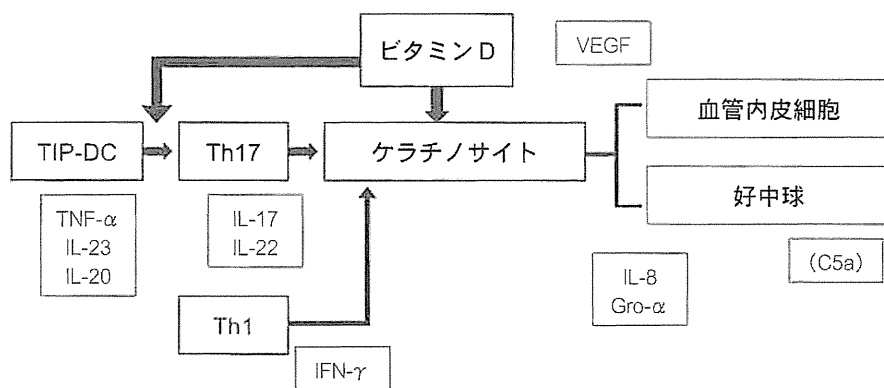 ビタミンD
VEGF
血管内皮細胞
TIP-DC
Th17
ケラチノサイト
好中球
TNF-α
IL-23
IL-20
IL-17
IL-22
(C5a)
IL-8
Gro-α
Th1
IFN-γ